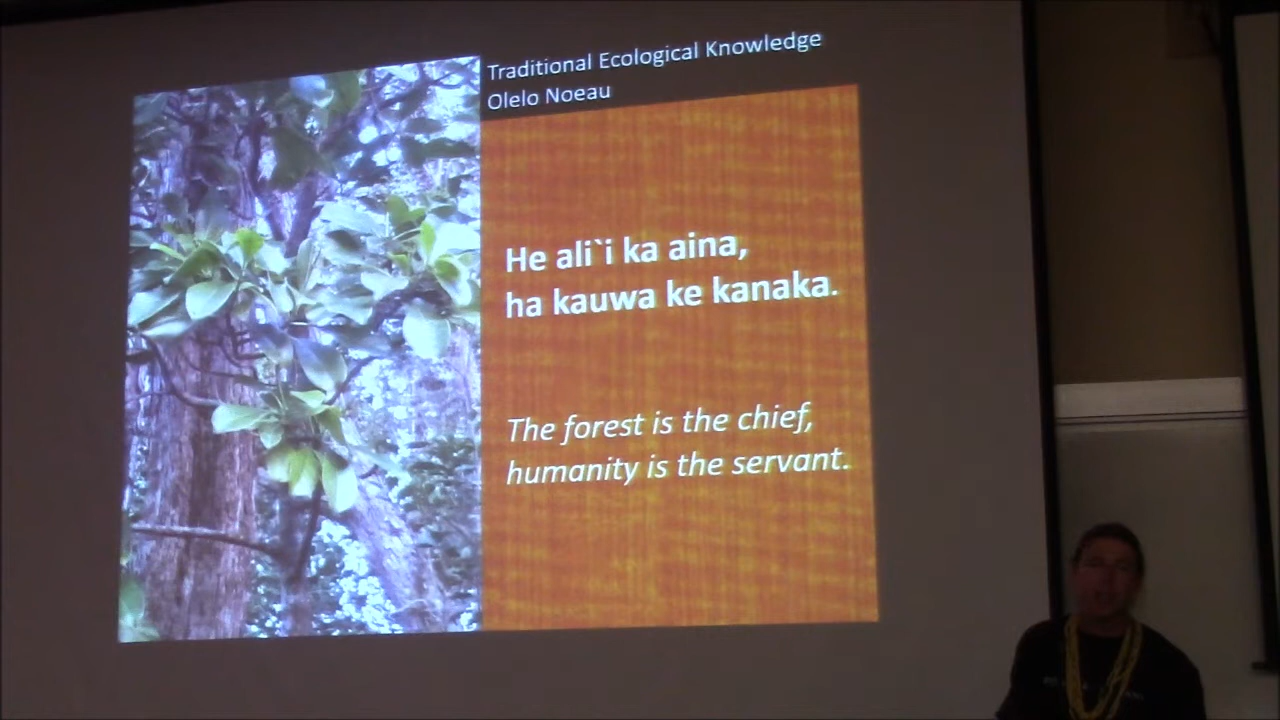 Traditional Ecological Knowledge
Olelo Noeau
He ali`i ka aina,
ha kauwa ke kanaka.
The forest is the chief,
humanity is the servant.